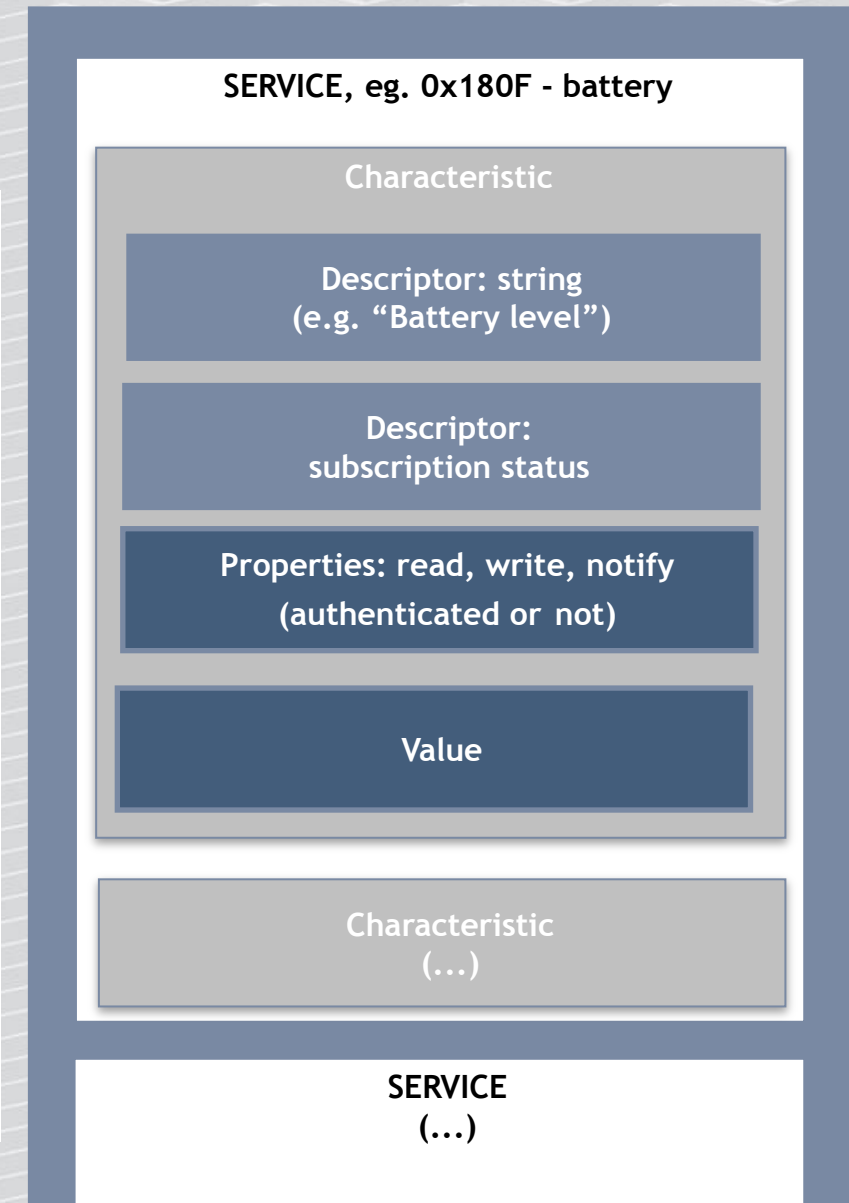 SERVICE, eg. 0x180F - battery
Characteristic
Descriptor: string
(e.g. “Battery level”)
Descriptor:
subscription status
Properties: read, write, notify
(authenticated or not)
Value
Characteristic
(...)
SERVICE
(...)